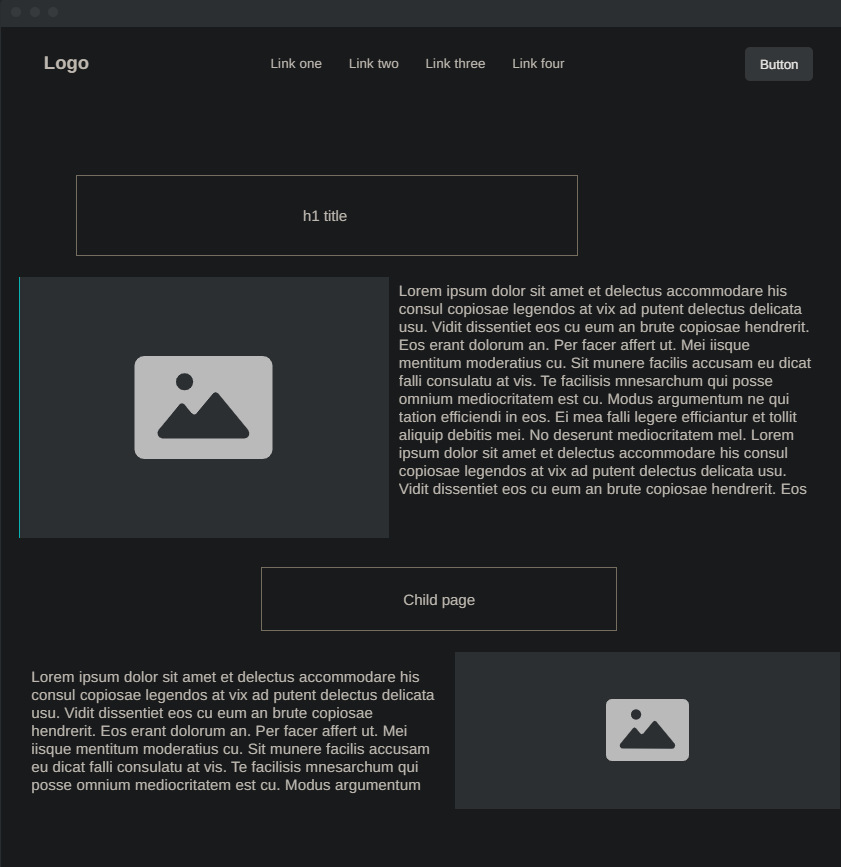 Logo
Link one Link two Link three Link four
Button
h1 title
Lorem ipsum dolor sit amet et delectus accommodare his
consul copiosae legendos at vix ad putent delectus delicata
usu. Vidit dissentiet eos cu eum an brute copiosae hendrerit.
Eos erant dolorum an. Per facer affert ut. Mei iisque
mentitum moderatius cu. Sit munere facilis accusam eu dicat
falli consulatu at vis. Te facilisis mnesarchum qui posse
omnium mediocritatem est cu. Modus argumentum ne qui
tation efficiendi in eos. Ei mea falli legere efficiantur et tollit
aliquip debitis mei. No deserunt mediocritatem mel. Lorem
ipsum dolor sit amet et delectus accommodare his consul
copiosae legendos at vix ad putent delectus delicata usu.
Vidit dissentiet eos cu eum an brute copiosae hendrerit. Eos
Child page
Lorem ipsum dolor sit amet et delectus accommodare his
consul copiosae legendos at vix ad putent delectus delicata
usu. Vidit dissentiet eos cu eum an brute copiosae
hendrerit. Eos erant dolorum an. Per facer affert ut. Mei
iisque mentitum moderatius cu. Sit munere facilis accusam
eu dicat falli consulatu at vis. Te facilisis mnesarchum qui
posse omnium mediocritatem est cu. Modus argumentum